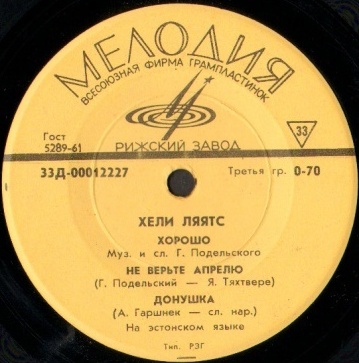 МЕЛОДИЯ
ВСЕСОЮЗНАЯ ФИРМА ГРАМПЛАСТИНОК
Гост
5289-61
РИЖСКИЙ ЗАВОД
33
33Д-00012227
Третья гр. 0-70
ХЕЛИ ЛЯЯТС
ХОРОШО
Муз. и сл. Г. Подельского
НЕ ВЕРЬТЕ АПРЕЛЮ
(Г. Подельский — Я. Тяхтвере)
ДОНУШКА
(А. Гаршнек — сл. нар.)
На эстонском языке
Тип. РЗГ